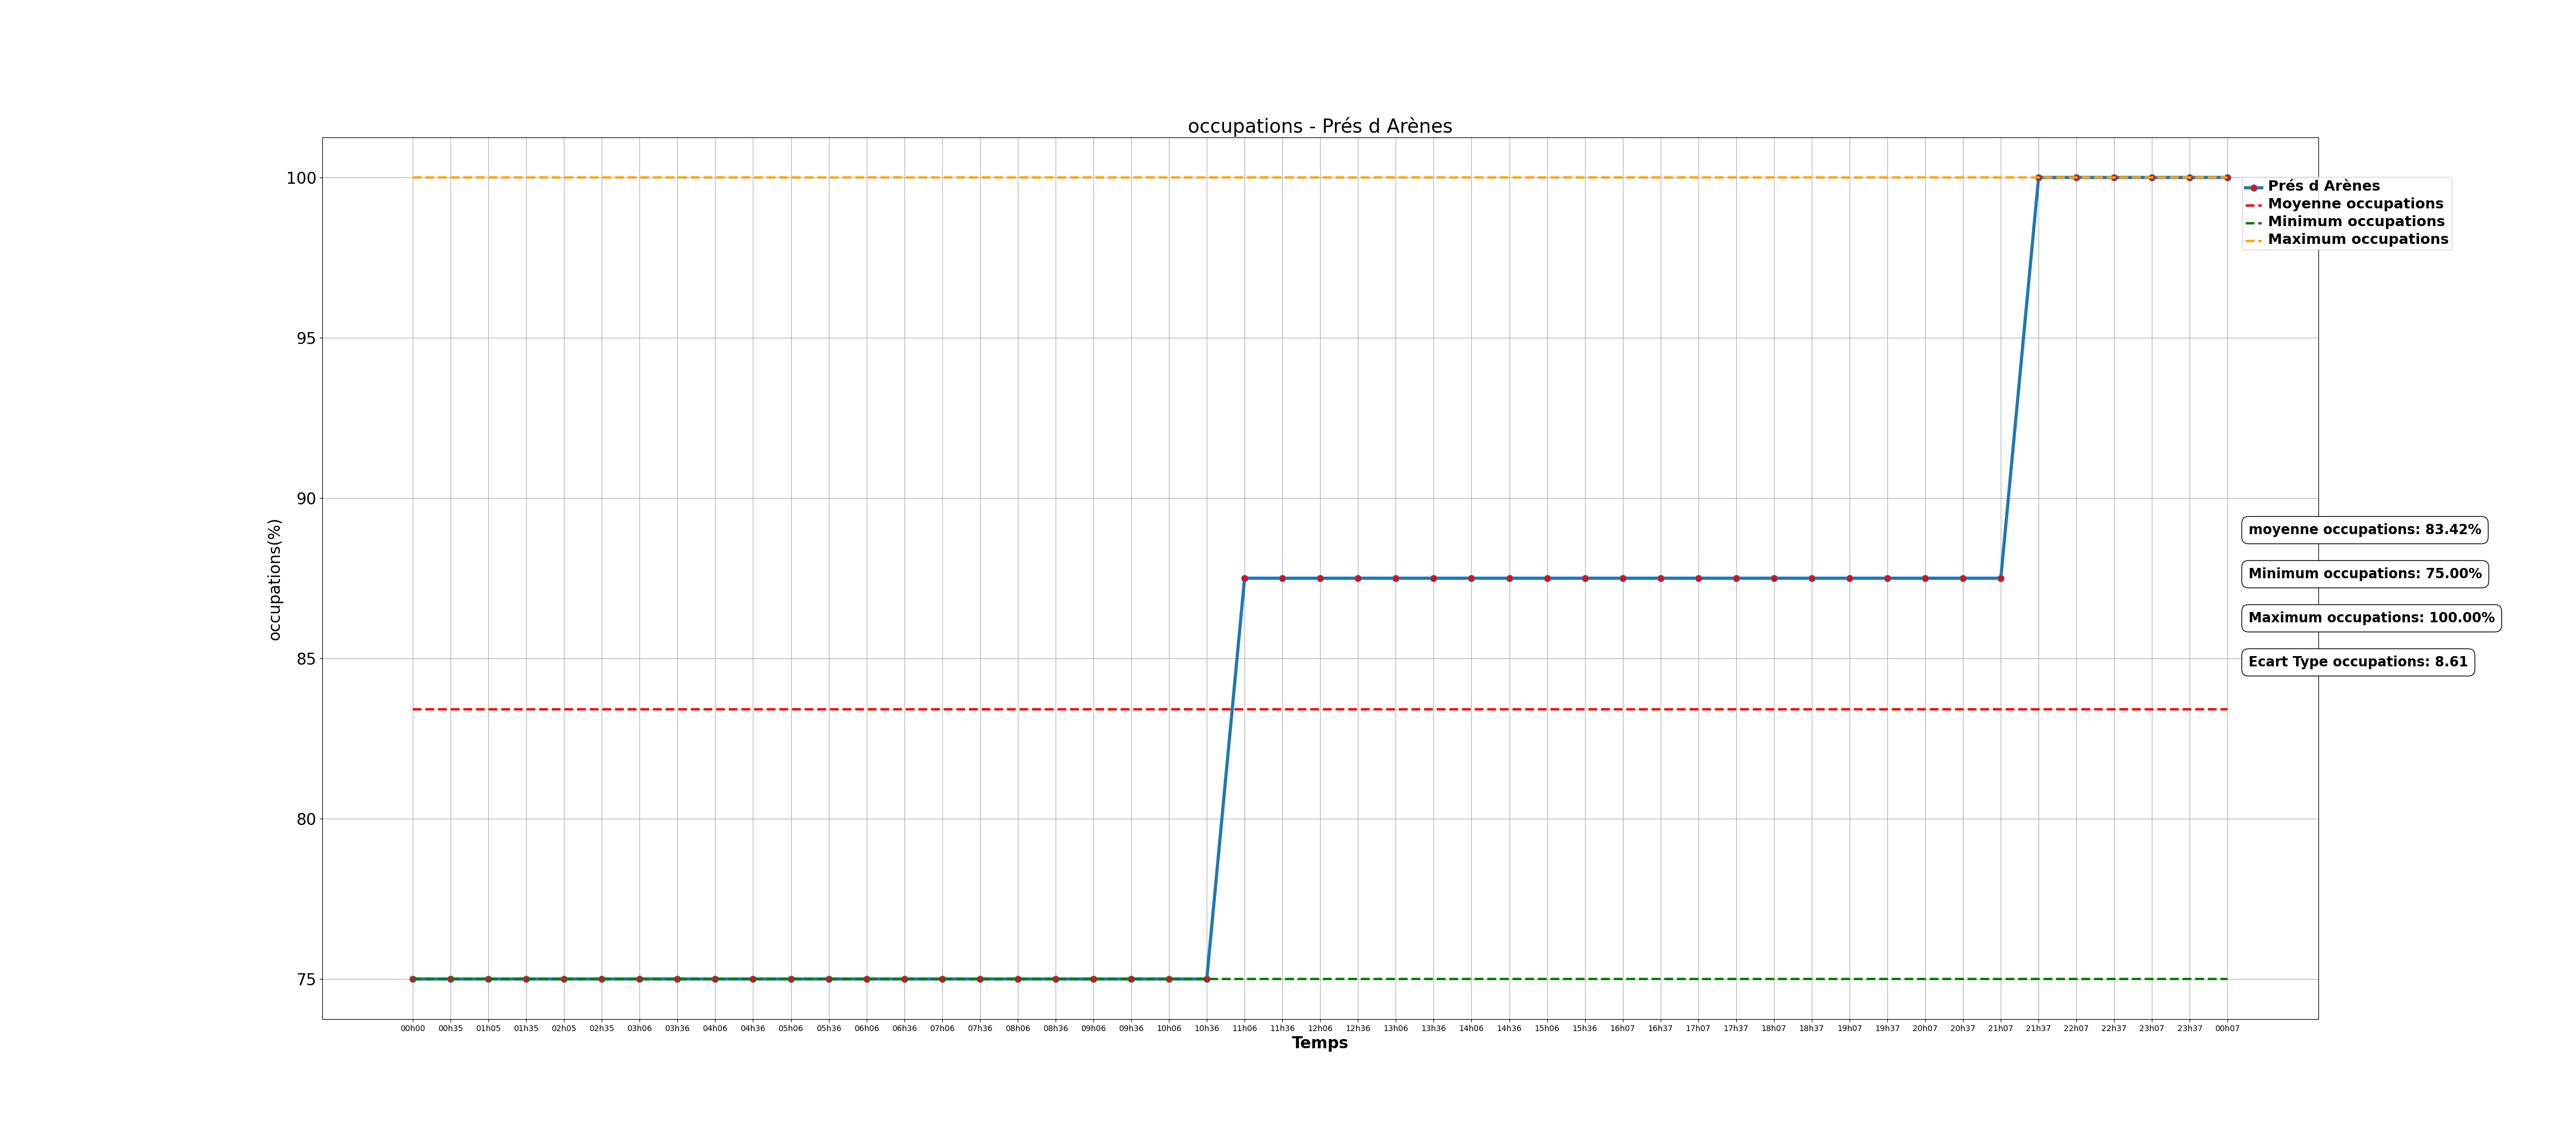 occupations - Prés d Arènes
100
95
90
85
80
75
occupations(%)
Prés d Arènes
Moyenne occupations
Minimum occupations
Maximum occupations
moyenne occupations: 83.42%
Minimum occupations: 75.00%
Maximum occupations: 100.00%
Ecart Type occupations: 8.61
00h00 00h35 01h05 01h35 02h05 02h35 03h06 03h36 04h06 04h36 05h06 05h36 06h06 06h36 07h06 07h36 08h06 08h36 09h06 09h36 10h06 10h36 11h06 11h36 12h06 12h36 13h06 13h36 14h06 14h36 15h06 15h36 16h07 16h37 17h07 17h37 18h07 18h37 19h07 19h37 20h07 20h37 21h07 21h37 22h07 22h37 23h07 23h37 00h07
Temps